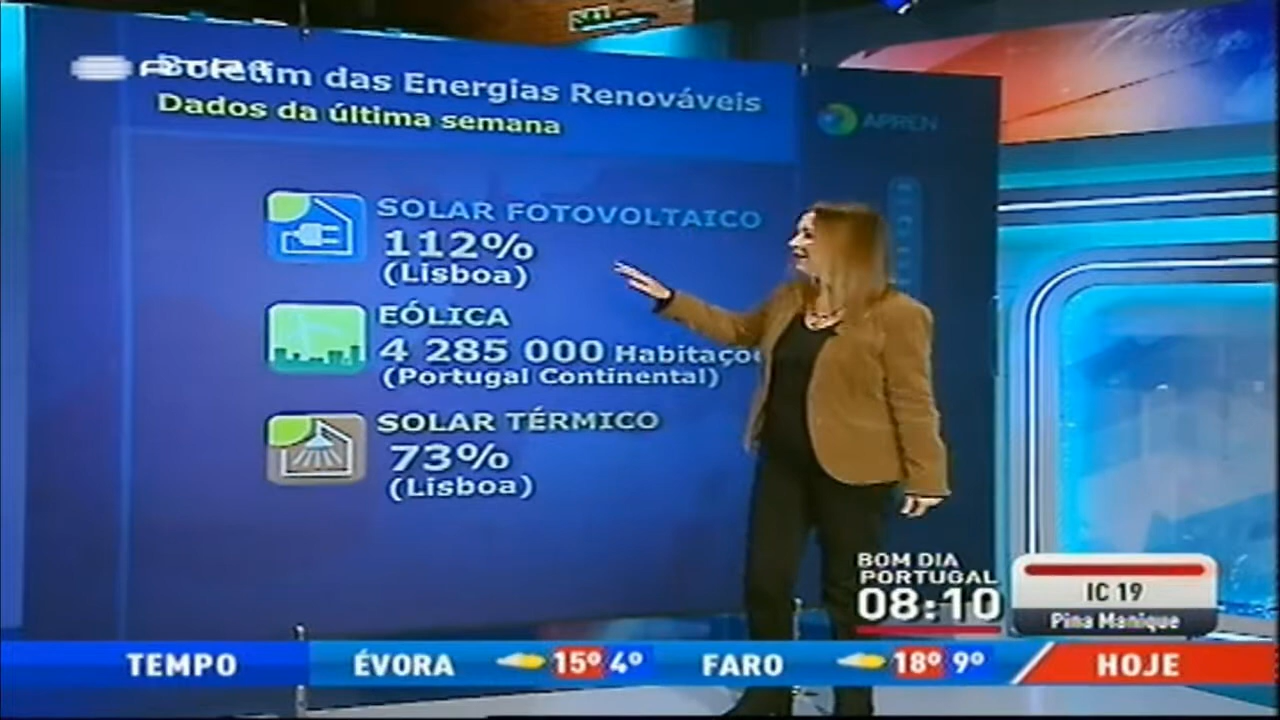 Boletim das Energias Renováveis
Dados da última semana
APREN
SOLAR FOTOVOLTAICO
112%
(Lisboa)
EÓLICA
4 285 000 Habitaçõe
(Portugal Continental)
SOLAR TÉRMICO
73%
(Lisboa)
BOM DIA
PORTUGAL
08:10
IC 19
Pina Manique
TEMPO ÉVORA 15º 4º FARO 18º 9º HOJE